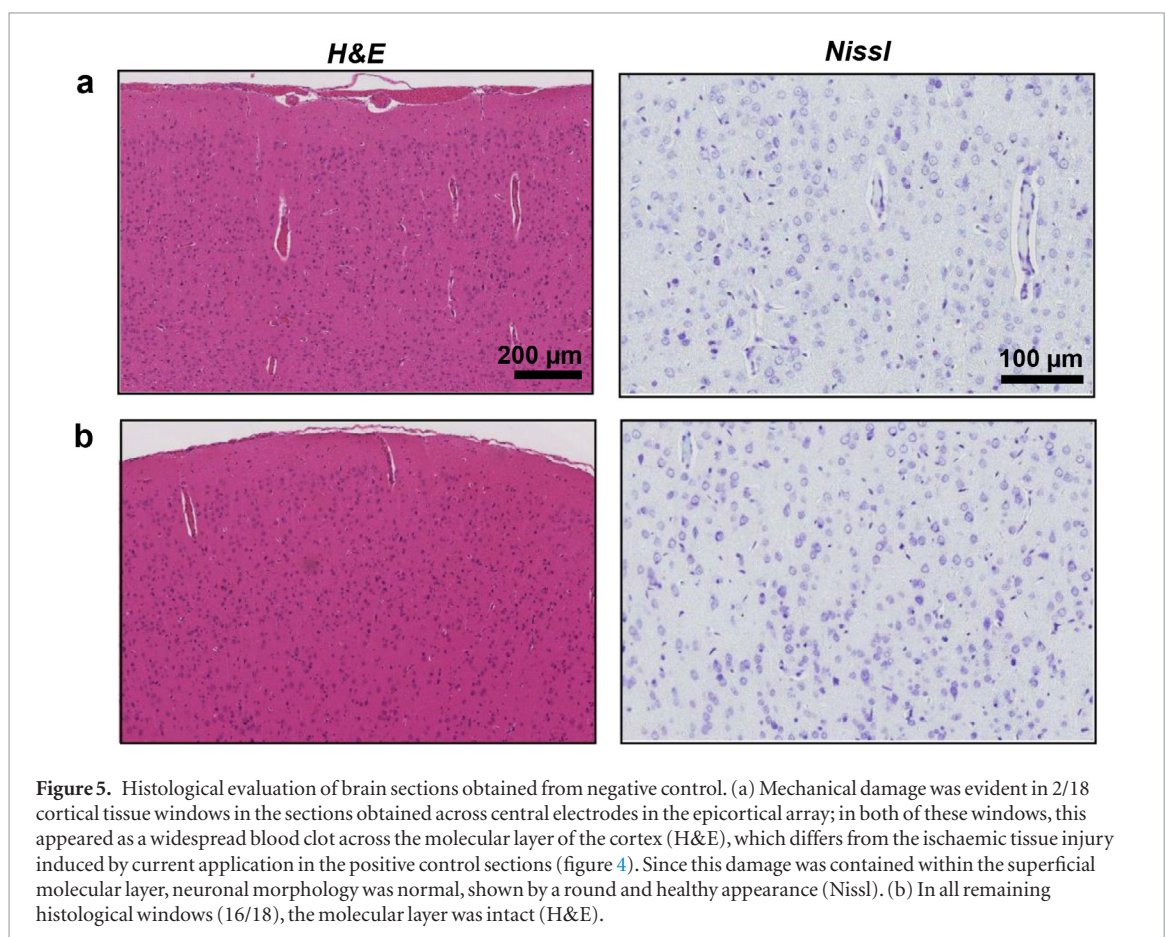 H&E
Nissl
a
200 µm
100 µm
b
Figure 5. Histological evaluation of brain sections obtained from negative control. (a) Mechanical damage was evident in 2/18
cortical tissue windows in the sections obtained across central electrodes in the epicortical array; in both of these windows, this
appeared as a widespread blood clot across the molecular layer of the cortex (H&E), which differs from the ischaemic tissue injury
induced by current application in the positive control sections (figure 4). Since this damage was contained within the superficial
molecular layer, neuronal morphology was normal, shown by a round and healthy appearance (Nissl). (b) In all remaining
histological windows (16/18), the molecular layer was intact (H&E).